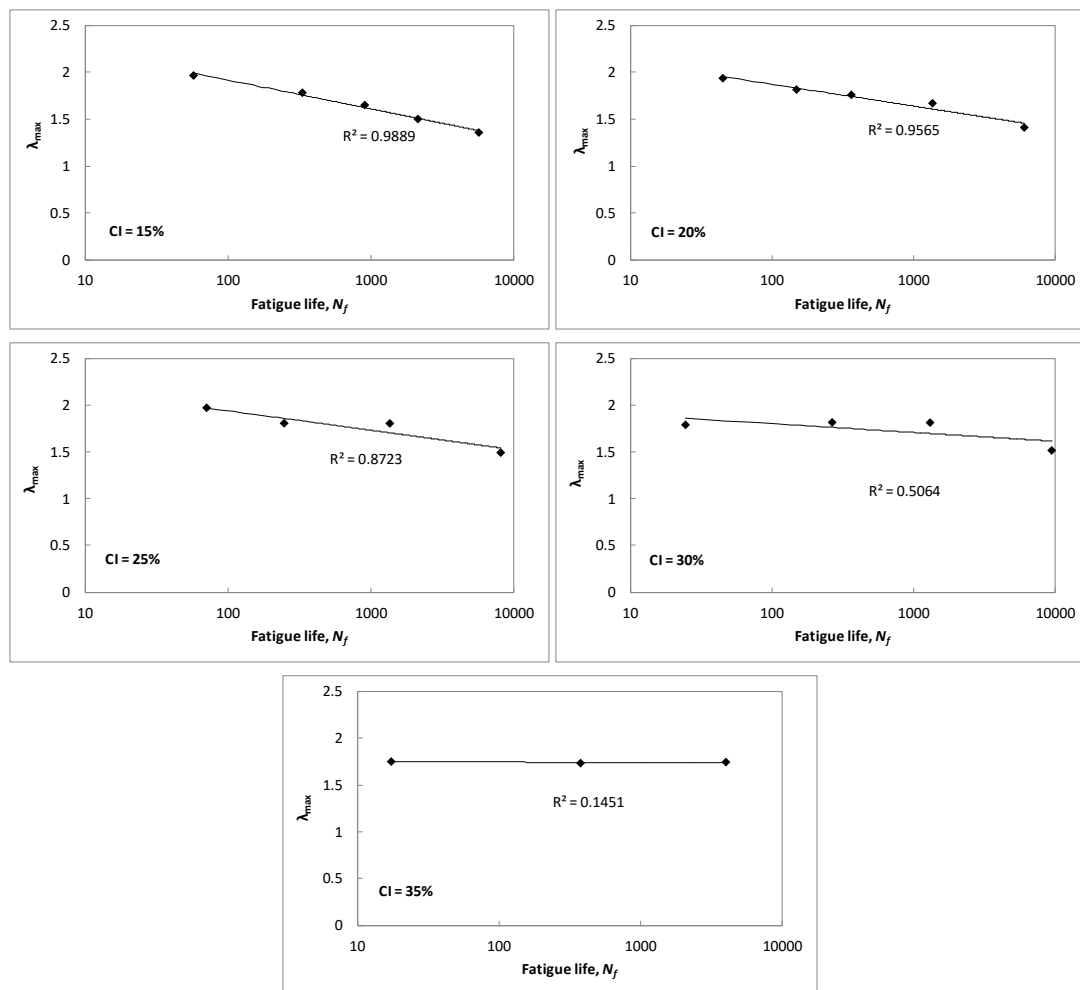 2.5
2
1.5
1
0.5
0
λmax
R² = 0.9889
CI = 15%
10 100 1000 10000
Fatigue life, Nf
2.5
2
1.5
1
0.5
0
λmax
R² = 0.9565
CI = 20%
10 100 1000 10000
Fatigue life, Nf
2.5
2
1.5
1
0.5
0
λmax
R² = 0.8723
CI = 25%
10 100 1000 10000
Fatigue life, Nf
2.5
2
1.5
1
0.5
0
λmax
R² = 0.5064
CI = 30%
10 100 1000 10000
Fatigue life, Nf
2.5
2
1.5
1
0.5
0
λmax
R² = 0.1451
CI = 35%
10 100 1000 10000
Fatigue life, Nf